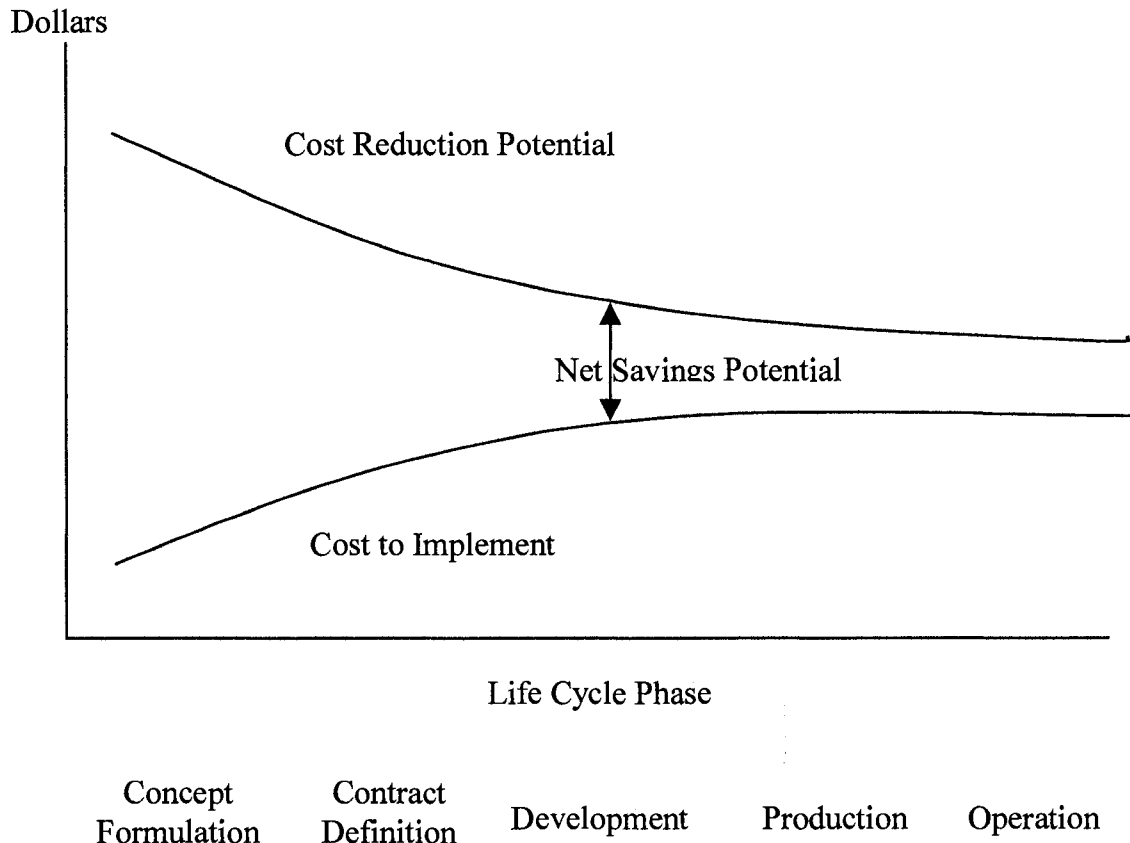 Dollars
Cost Reduction Potential
Net Savings Potential
Cost to Implement
Life Cycle Phase
Concept
Formulation
Contract
Definition
Development
Production
Operation